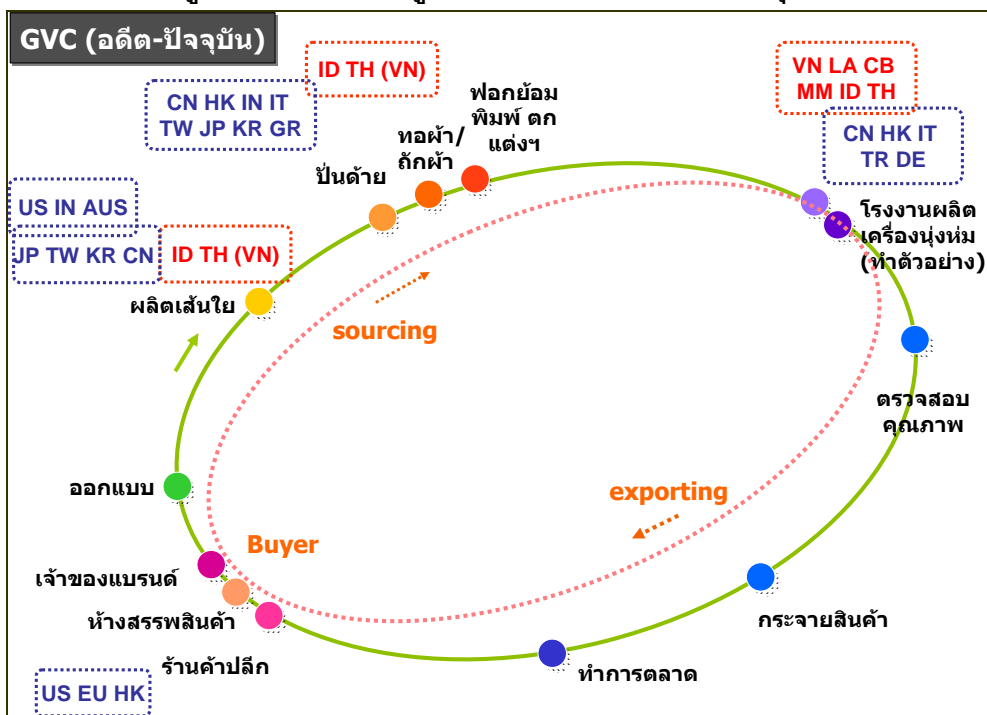 GVC (อดีต-ปัจจุบัน)
ID TH (VN)
CN HK IN IT
TW JP KR GR
VN LA CB
MM ID TH
CN HK IT
TR DE
ฟอกย้อม
พิมพ์ ตก
แต่งฯ
ทอผ้า/
ถักผ้า
ปั่นด้าย
US IN AUS
JP TW KR CN
ID TH (VN)
ผลิตเส้นใย
โรงงานผลิต
เครื่องนุ่งห่ม
(ทำตัวอย่าง)
sourcing
ตรวจสอบ
คุณภาพ
ออกแบบ
exporting
Buyer
เจ้าของแบรนด์
ห้างสรรพสินค้า
ร้านค้าปลีก
กระจายสินค้า
ทำการตลาด
US EU HK